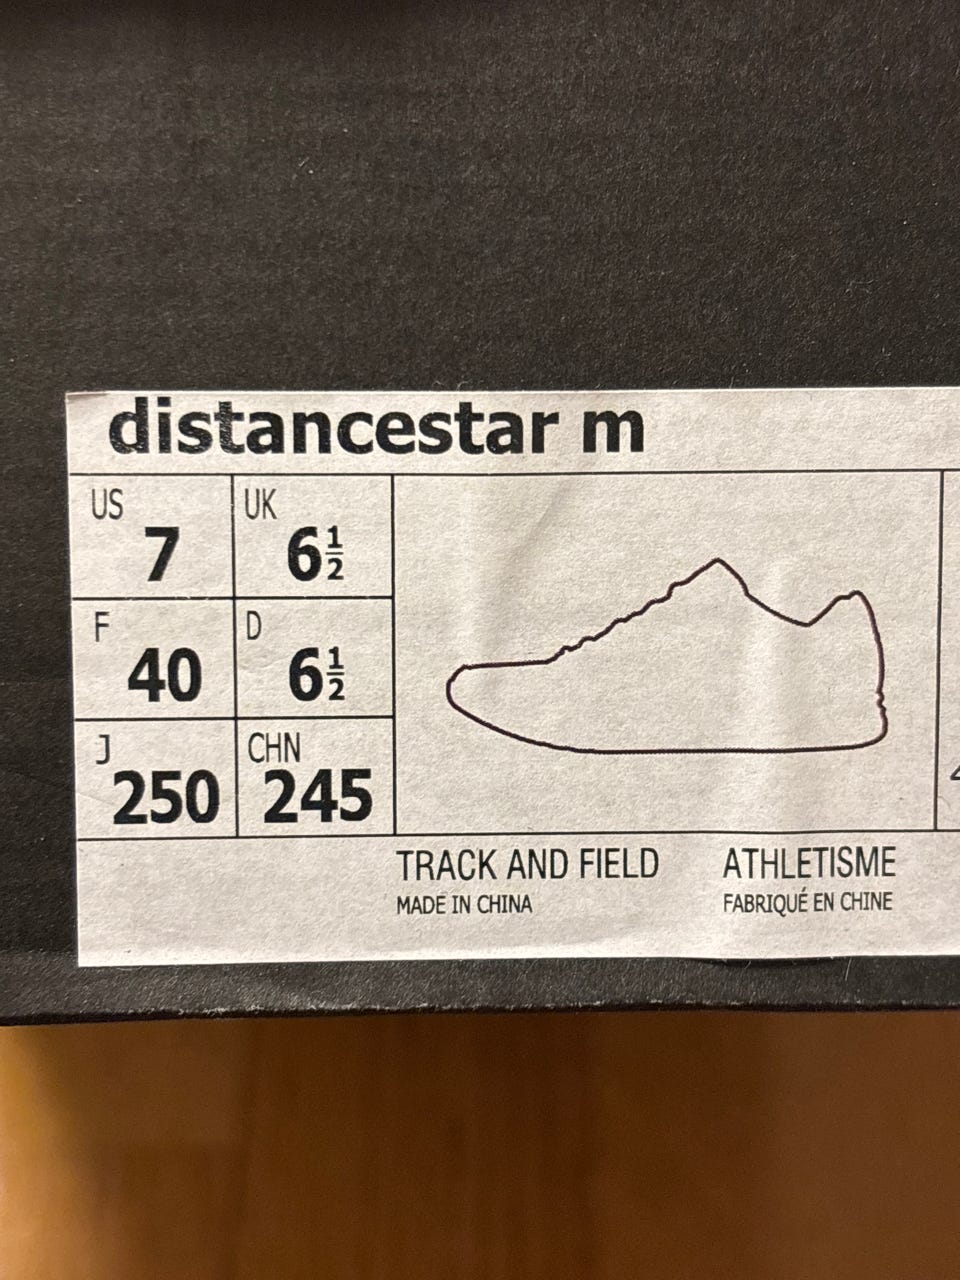 distancestar m
US 7 UK 6½
F 40 D 6½
J 250 CHN 245
TRACK AND FIELD ATHLETISME
MADE IN CHINA FABRIQUÉ EN CHINE